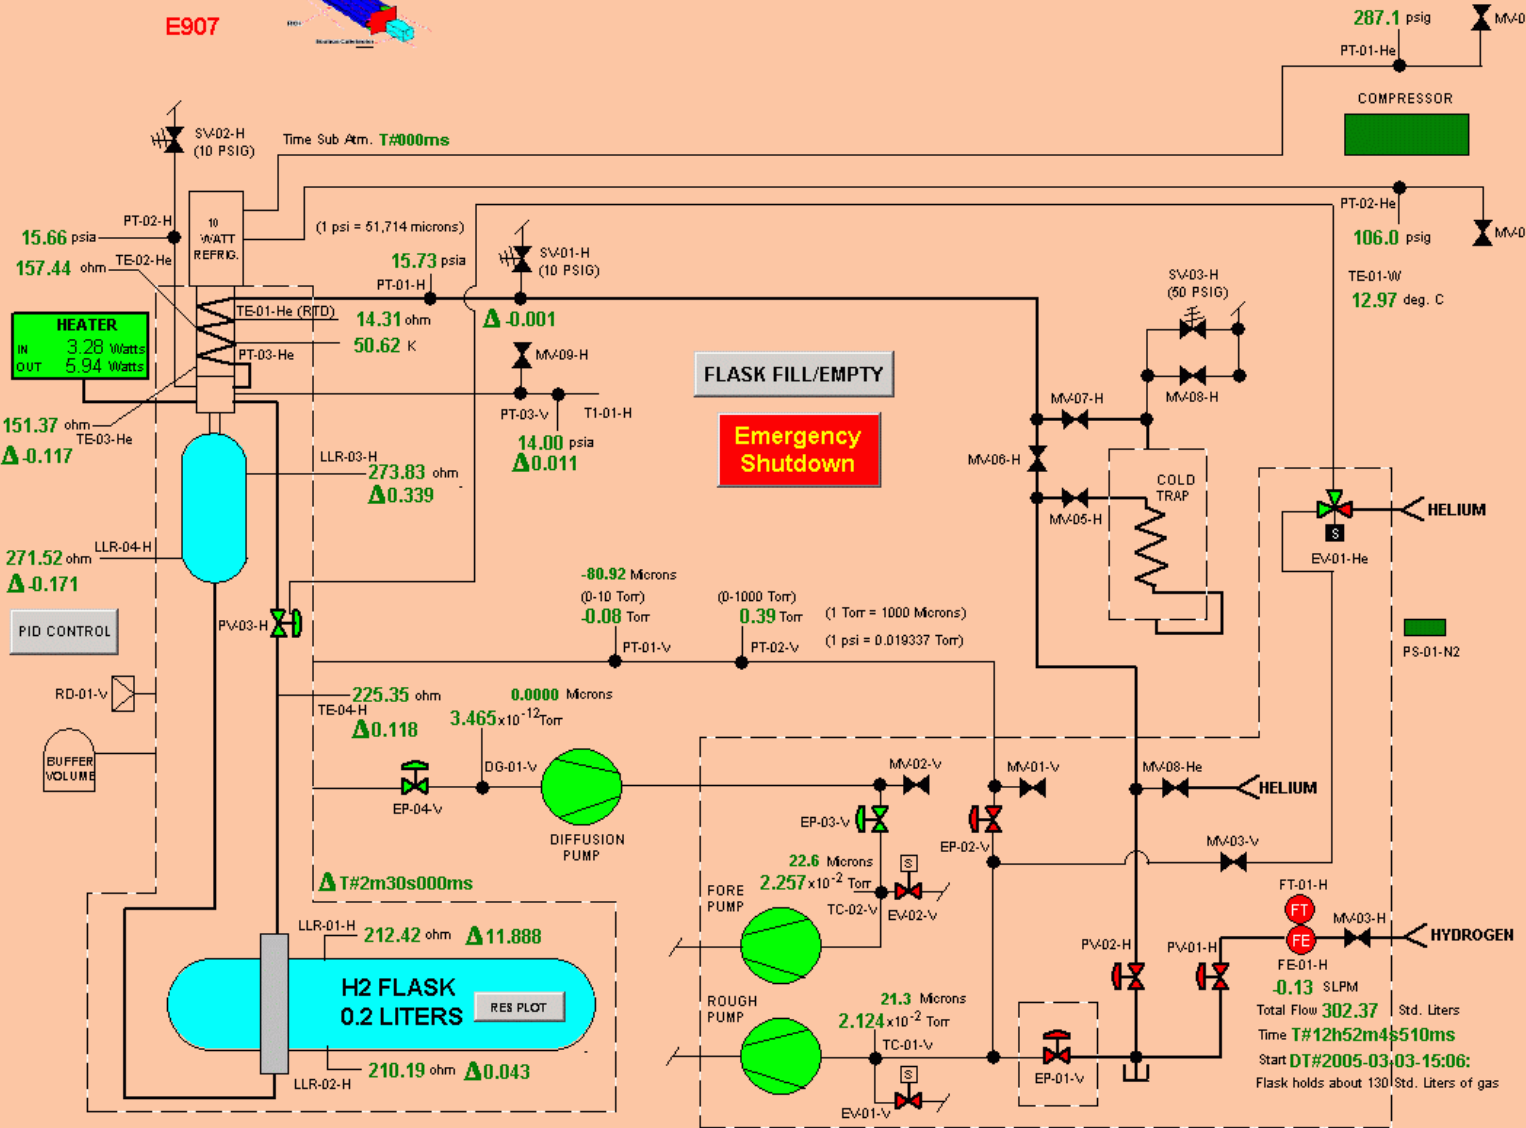 E907
287.1 psig
MV-0
PT-01-He
COMPRESSOR
SV-02-H
(10 PSIG)
Time Sub Atm. T#000ms
PT-02-He
106.0 psig
MV-0
PT-02-H
15.66 psia
10
WATT
REFRIG.
(1 psi = 51,714 microns)
TE-02-He
157.44 ohm
15.73 psia
PT-01-H
SV-01-H
(10 PSIG)
SV-03-H
(50 PSIG)
TE-01-W
12.97 deg. C
TE-01-He (RTD)
14.31 ohm
Δ -0.001
HEATER
IN 3.28 Watts
OUT 5.94 Watts
50.62 K
PT-03-He
MV-09-H
FLASK FILL/EMPTY
MV-07-H
MV-08-H
151.37 ohm
TE-03-He
Δ -0.117
PT-03-V
T1-01-H
14.00 psia
Δ 0.011
Emergency
Shutdown
LLR-03-H
273.83 ohm
Δ 0.339
MV-06-H
COLD
TRAP
MV-05-H
HELIUM
S
EV-01-He
LLR-04-H
271.52 ohm
Δ -0.171
-80.92 Microns
(0-10 Torr)
-0.08 Torr
PT-01-V
(0-1000 Torr)
0.39 Torr
PT-02-V
(1 Torr = 1000 Microns)
(1 psi = 0.019337 Torr)
PID CONTROL
PV-03-H
PS-01-N2
RD-01-V
225.35 ohm
TE-04-H
Δ 0.118
0.0000 Microns
3.465x10-12 Torr
BUFFER
VOLUME
DG-01-V
EP-04-V
DIFFUSION
PUMP
MV-02-V
MV-01-V
MV-08-He
HELIUM
EP-03-V
EP-02-V
MV-03-V
22.6 Microns
2.257x10-2 Torr
S
TC-02-V
EV-02-V
FORE
PUMP
Δ T#2m30s000ms
FT-01-H
FT
MV-03-H
FE
HYDROGEN
FE-01-H
LLR-01-H
212.42 ohm Δ 11.888
PV-02-H
PV-01-H
H2 FLASK
0.2 LITERS
RES PLOT
ROUGH
PUMP
21.3 Microns
2.124x10-2 Torr
TC-01-V
-0.13 SLPM
Total Flow 302.37 Std. Liters
Time T#12h52m4s510ms
Start DT#2005-03-03-15:06:
Flask holds about 130 Std. Liters of gas
LLR-02-H
210.19 ohm Δ 0.043
S
EV-01-V
EP-01-V